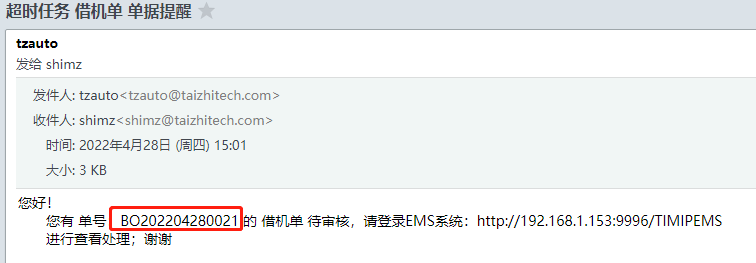 超时任务 借机单 单据提醒
tzauto
发给 shimz
发件人: tzauto<tzauto@taizhitech.com>
收件人: shimz<shimz@taizhitech.com>
时间: 2022年4月28日 (周四) 15:01
大小: 3 KB
您好！
您有 单号 BO202204280021 的 借机单 待审核，请登录EMS系统：http://192.168.1.153:9996/TIMIPEMS
进行查看处理；谢谢